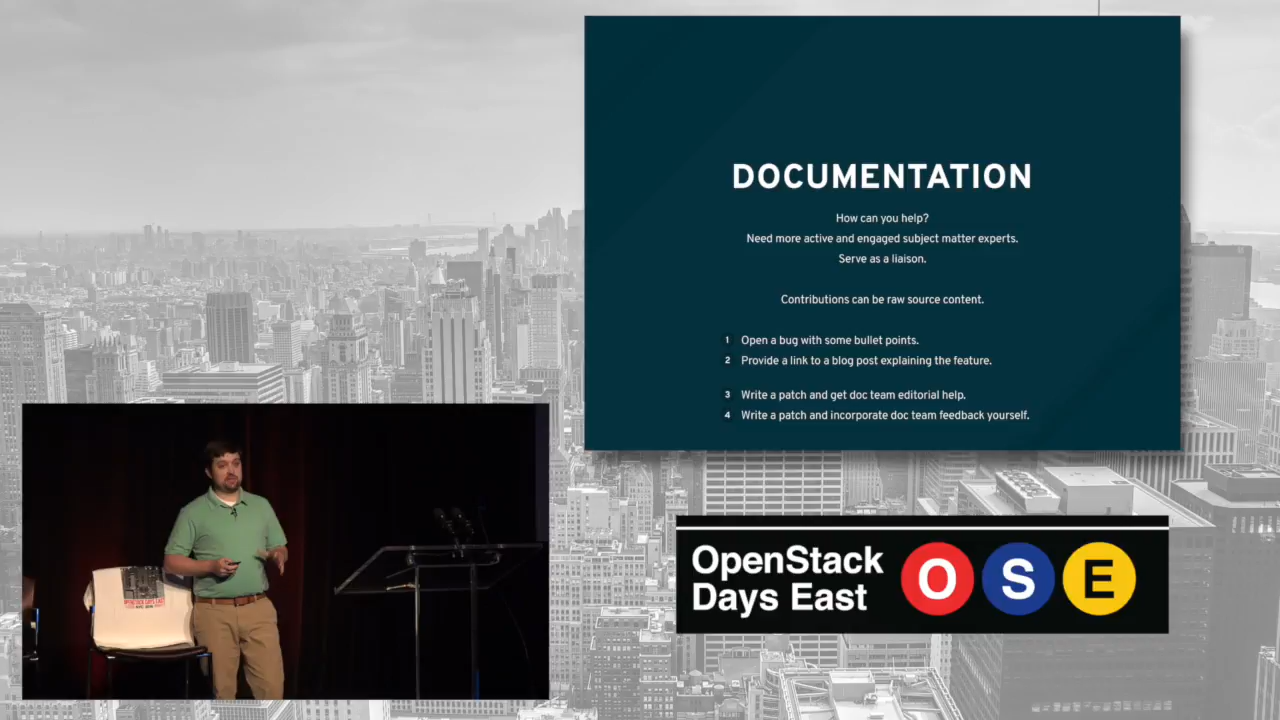 DOCUMENTATION
How can you help?
Need more active and engaged subject matter experts.
Serve as a liaison.
Contributions can be raw source content.
1 Open a bug with some bullet points.
2 Provide a link to a blog post explaining the feature.
3 Write a patch and get doc team editorial help.
4 Write a patch and incorporate doc team feedback yourself.
OpenStack
Days East
O S E
OPENSTACK DAYS EAST